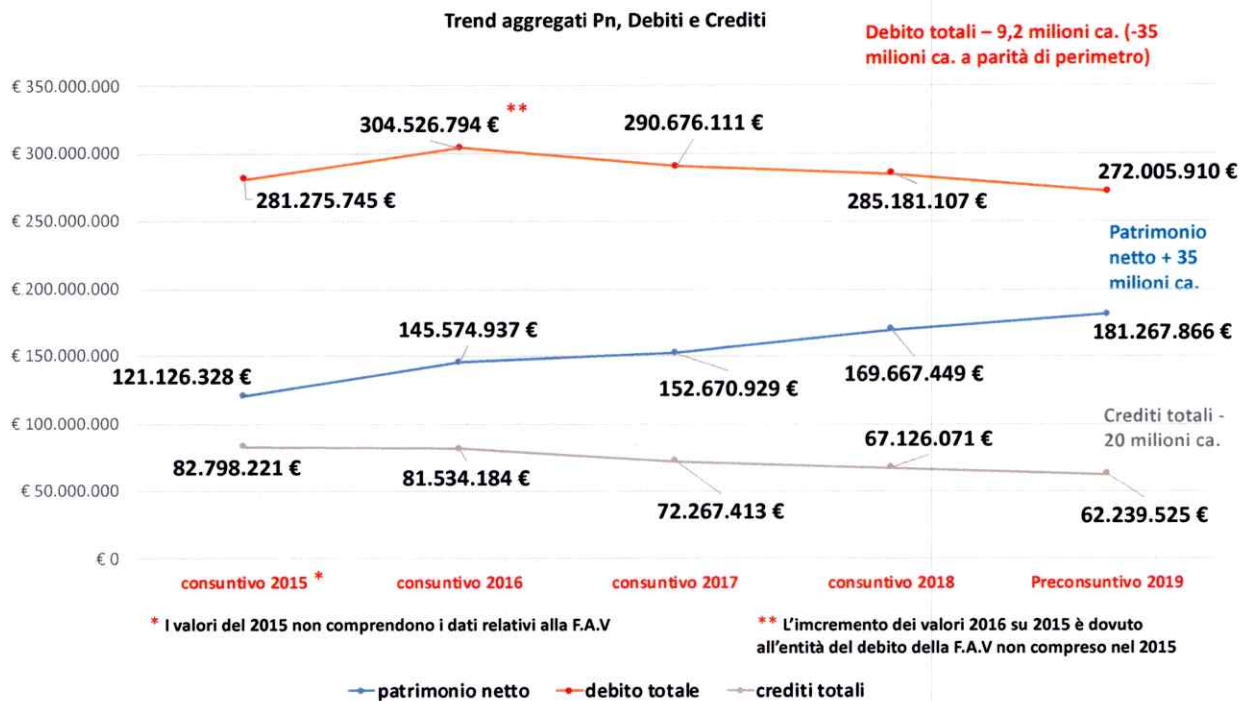 Trend aggregati Pn, Debiti e Crediti
Debito totali – 9,2 milioni ca. (-35
milioni ca. a parità di perimetro)
€ 350.000.000
€ 300.000.000
€ 250.000.000
€ 200.000.000
€ 150.000.000
€ 100.000.000
€ 50.000.000
€ 0
304.526.794 € **
290.676.111 €
281.275.745 €
285.181.107 €
272.005.910 €
Patrimonio
netto + 35
milioni ca.
121.126.328 €
145.574.937 €
152.670.929 €
169.667.449 €
181.267.866 €
Crediti totali -
20 milioni ca.
82.798.221 €
81.534.184 €
72.267.413 €
67.126.071 €
62.239.525 €
consuntivo 2015 *
consuntivo 2016
consuntivo 2017
consuntivo 2018
Preconsuntivo 2019
* I valori del 2015 non comprendono i dati relativi alla F.A.V
** L'imcremento dei valori 2016 su 2015 è dovuto
all'entità del debito della F.A.V non compreso nel 2015
patrimonio netto
debito totale
crediti totali